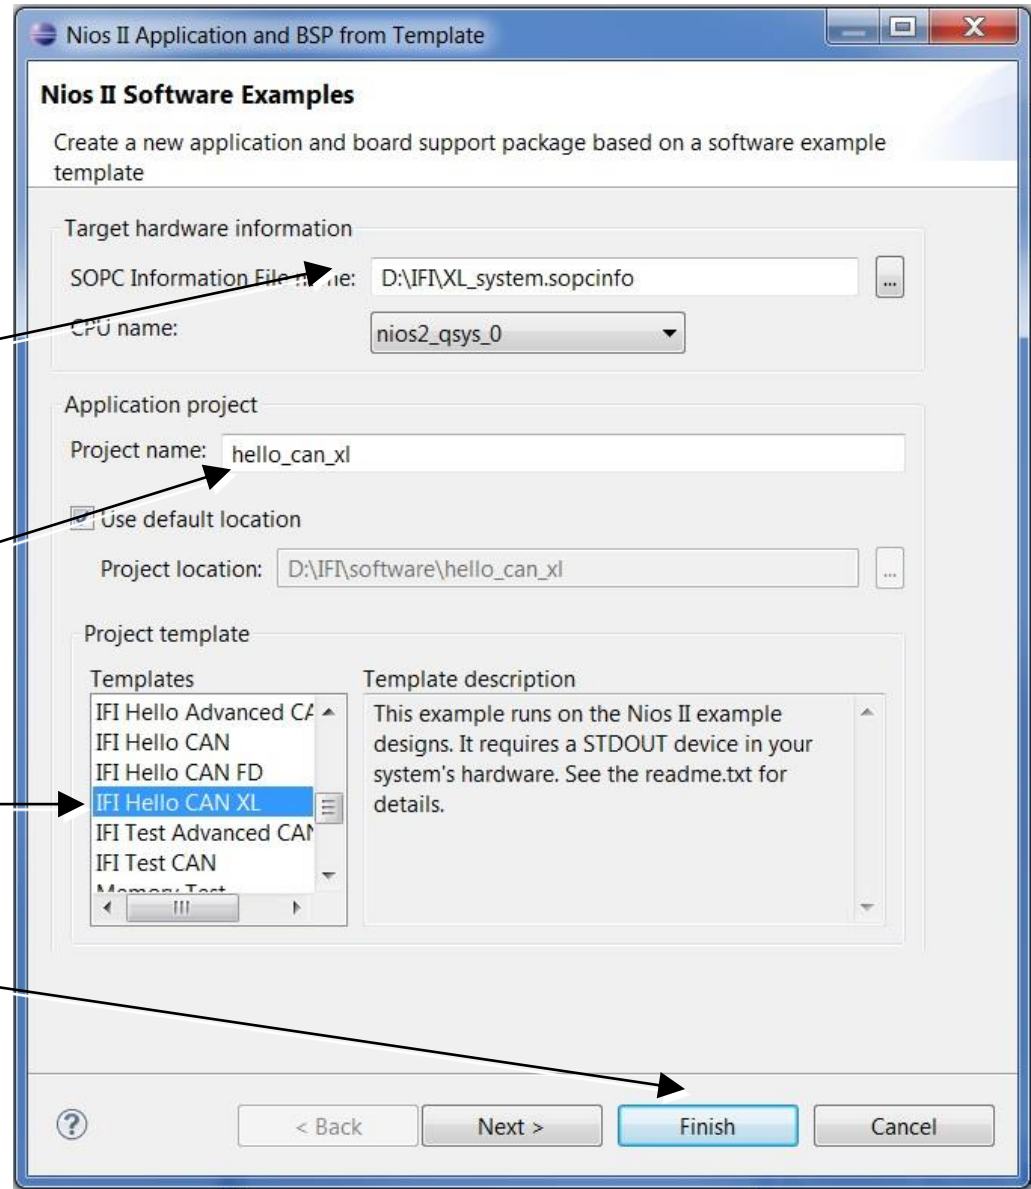 Nios II Application and BSP from Template
Nios II Software Examples
Create a new application and board support package based on a software example
template
Target hardware information
SOPC Information File name: D:\IFI\XL_system.sopcinfo ...
CPU name: nios2_qsys_0
Application project
Project name: hello_can_xl
Use default location
Project location: D:\IFI\software\hello_can_xl ...
Project template
Templates
IFI Hello Advanced CA
IFI Hello CAN
IFI Hello CAN FD
IFI Hello CAN XL
IFI Test Advanced CAN
IFI Test CAN
Memory Test
Template description
This example runs on the Nios II example
designs. It requires a STDOUT device in your
system's hardware. See the readme.txt for
details.
? < Back Next > Finish Cancel